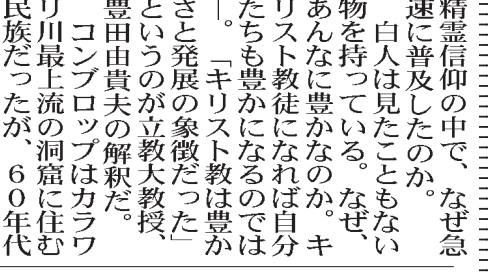 精霊信仰の中で、なぜ急
速に普及したのか。
　白人は見たこともない
物を持っている。なぜ、
あんなに豊かなのか。キ
リスト教徒になれば自分
たちも豊かになるのでは
―。「キリスト教は豊か
さと発展の象徴だった」
というのが立教大教授、
豊田由貴夫の解釈だ。
　コンブロップはカラワ
リ川最上流の洞窟に住む
民族だったが、６０年代